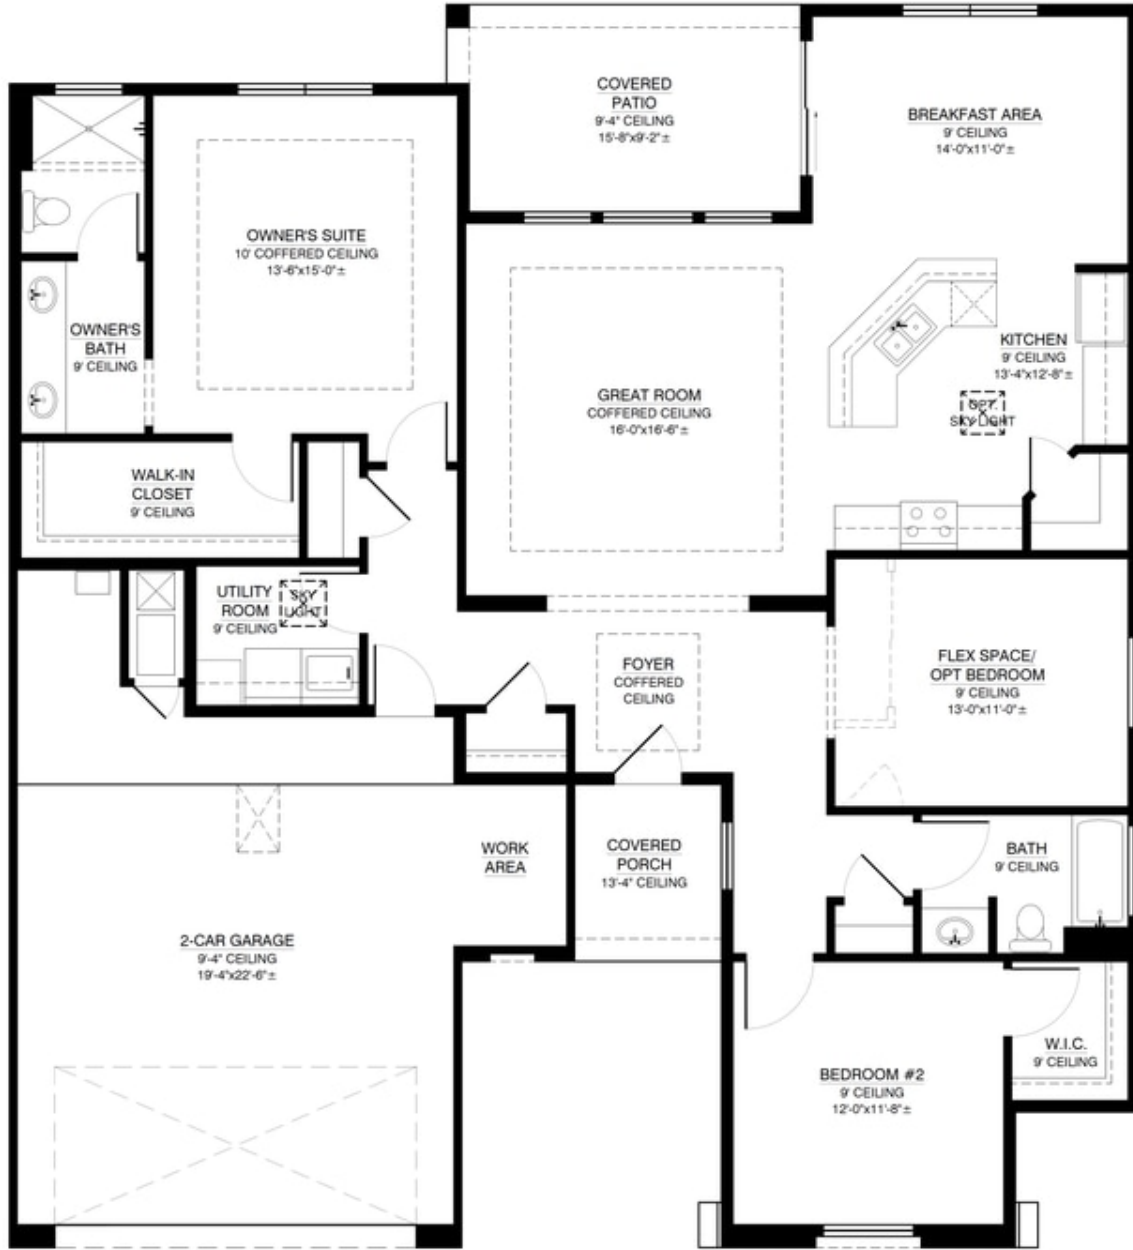 COVERED
PATIO
9'-4" CEILING
15'-8"x9'-2"±
BREAKFAST AREA
9' CEILING
14'-0"x11'-0"±
OWNER'S SUITE
10' COFFERED CEILING
13'-6"x15'-0"±
OWNER'S
BATH
9' CEILING
KITCHEN
9' CEILING
13'-4"x12'-8"±
OPT.
SKY LIGHT
GREAT ROOM
COFFERED CEILING
16'-0"x16'-6"±
WALK-IN
CLOSET
9' CEILING
UTILITY
ROOM
9' CEILING
SKY
LIGHT
FOYER
COFFERED
CEILING
FLEX SPACE/
OPT BEDROOM
9' CEILING
13'-0"x11'-0"±
WORK
AREA
COVERED
PORCH
13'-4" CEILING
BATH
9' CEILING
2-CAR GARAGE
9'-4" CEILING
19'-4"x22'-6"±
W.I.C.
9' CEILING
BEDROOM #2
9' CEILING
12'-0"x11'-8"±